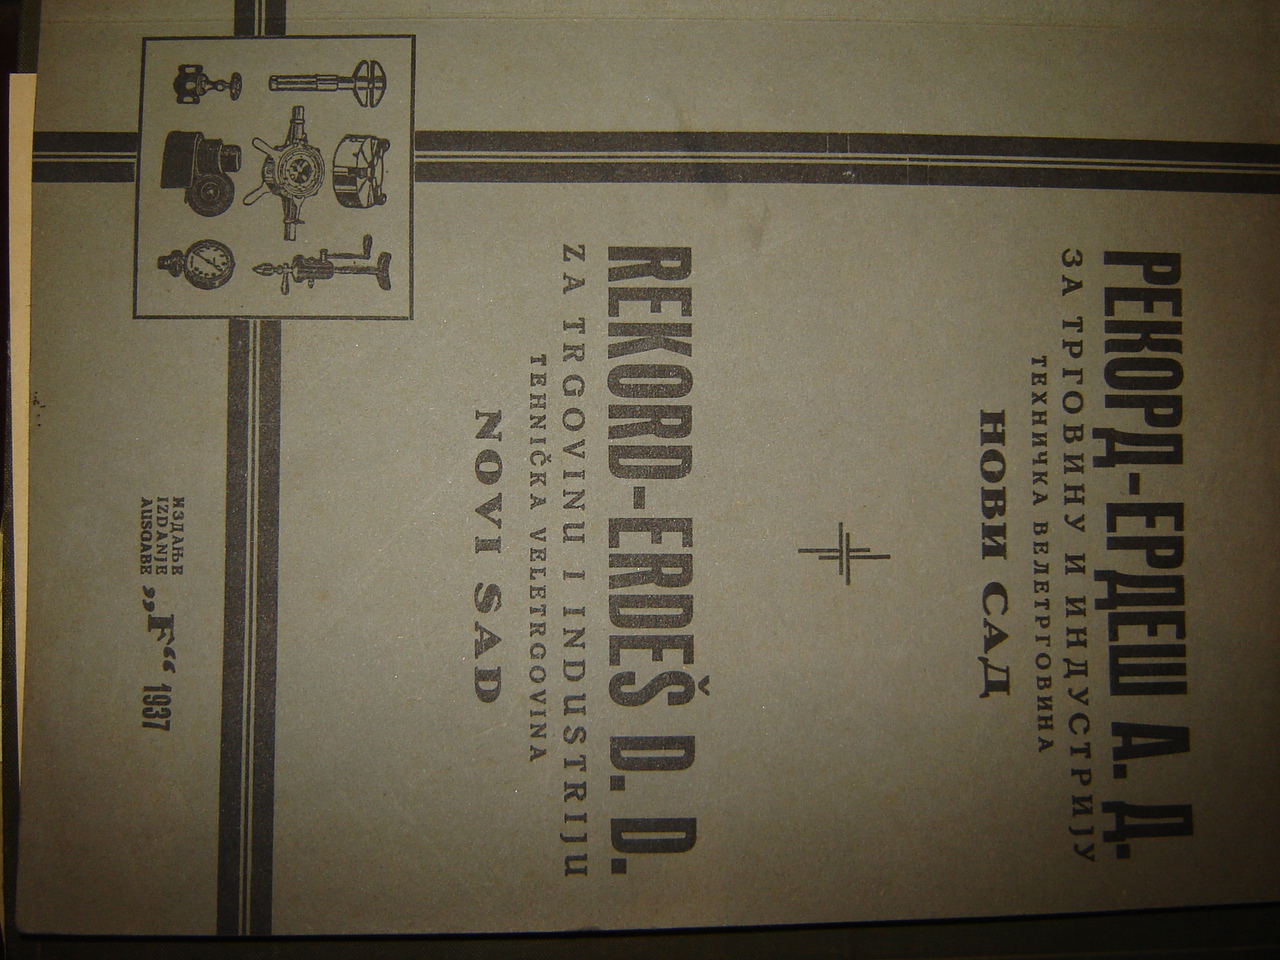 РЕКОРД-ЕРДЕШ А. Д.
ЗА ТРГОВИНУ И ИНДУСТРИЈУ
ТЕХНИЧКА ВЕЛЕТРГОВИНА
НОВИ САД
REKORD-ERDEŠ D. D.
ZA TRGOVINU I INDUSTRIJU
TEHNIČKA VELETRGOVINA
NOVI SAD
ИЗДАЊЕ
IZDANJE
AUSGABE „F“ 1937